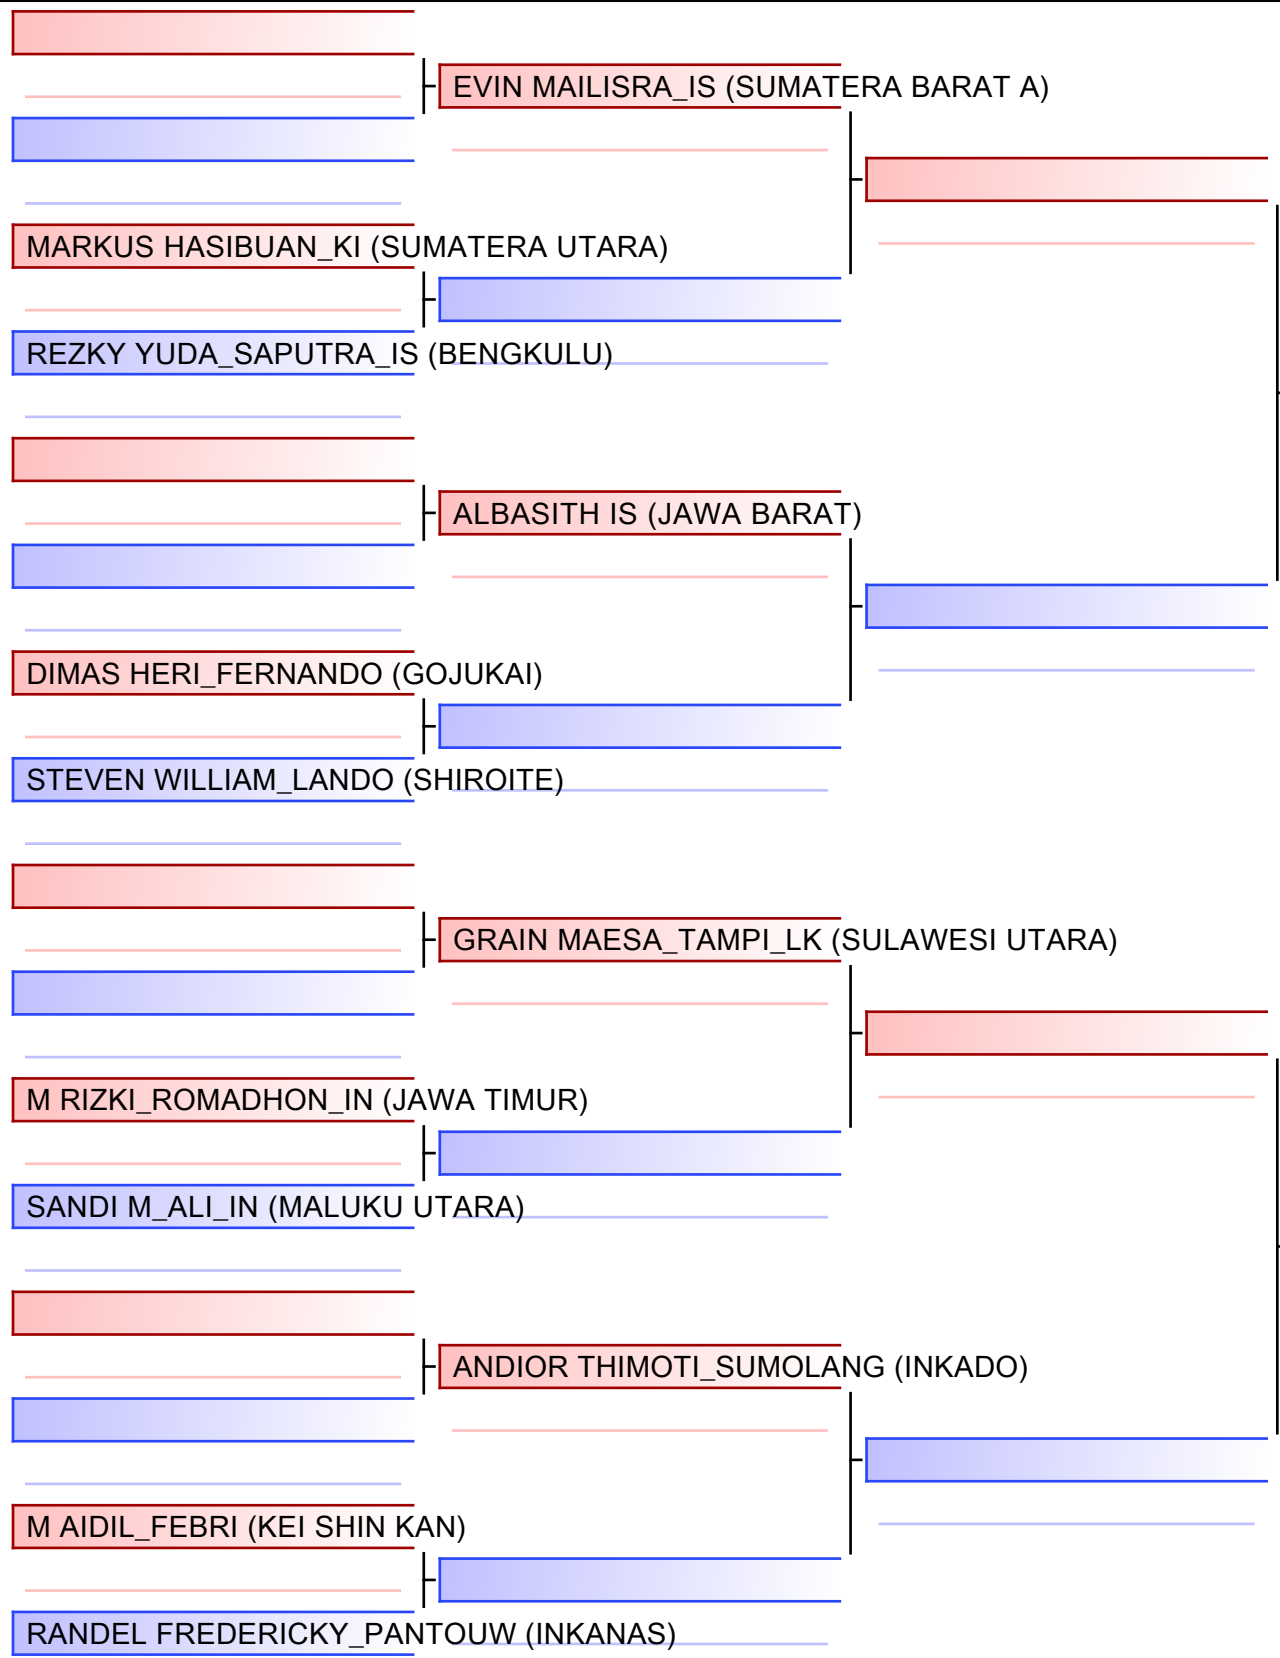 EVIN MAILISRA_IS (SUMATERA BARAT A)
MARKUS HASIBUAN_KI (SUMATERA UTARA)
REZKY YUDA_SAPUTRA_IS (BENGKULU)
ALBASITH IS (JAWA BARAT)
DIMAS HERI_FERNANDO (GOJUKAI)
STEVEN WILLIAM_LANDO (SHIROITE)
GRAIN MAESA_TAMPI_LK (SULAWESI UTARA)
M RIZKI_ROMADHON_IN (JAWA TIMUR)
SANDI M_ALI_IN (MALUKU UTARA)
ANDIOR THIMOTI_SUMOLANG (INKADO)
M AIDIL_FEBRI (KEI SHIN KAN)
RANDEL FREDERICKY_PANTOUW (INKANAS)